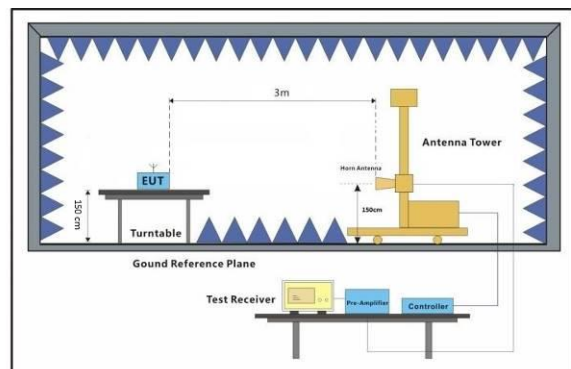 3m
Antenna Tower
Horn Antenna
EUT
150 cm
150cm
Turntable
Gound Reference Plane
Test Receiver
Pre-Amplifier
Controller